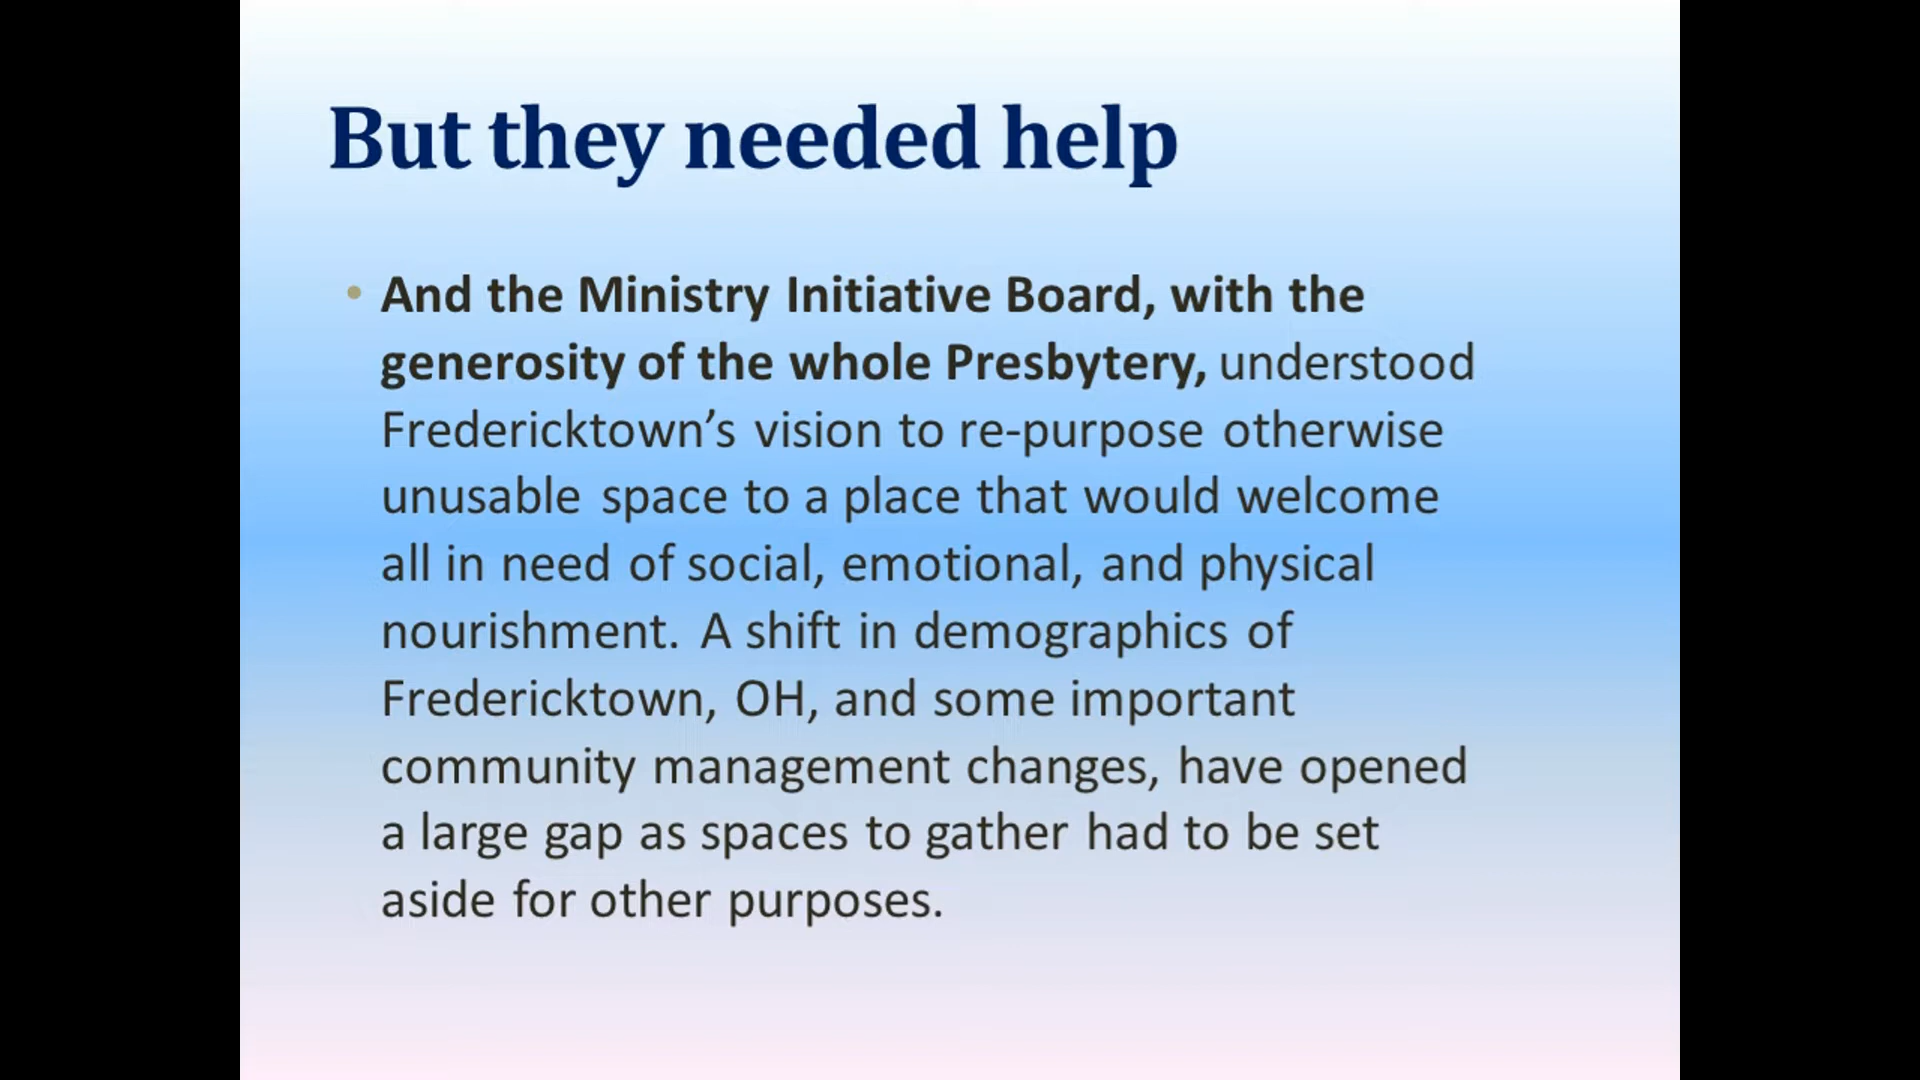 But they needed help
• And the Ministry Initiative Board, with the
generosity of the whole Presbytery, understood
Fredericktown’s vision to re-purpose otherwise
unusable space to a place that would welcome
all in need of social, emotional, and physical
nourishment. A shift in demographics of
Fredericktown, OH, and some important
community management changes, have opened
a large gap as spaces to gather had to be set
aside for other purposes.